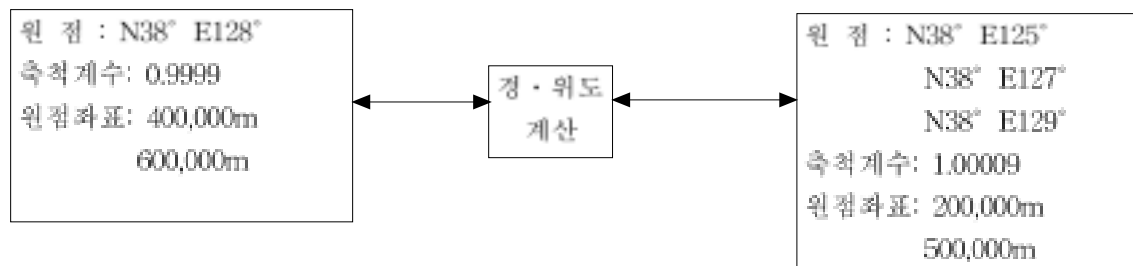 원 점 : N38° E128°
축척계수: 0.9999
원점좌표: 400,000m
600,000m
경·위도
계산
원 점 : N38° E125°
N38° E127°
N38° E129°
축척계수: 1.00009
원점좌표: 200,000m
500,000m